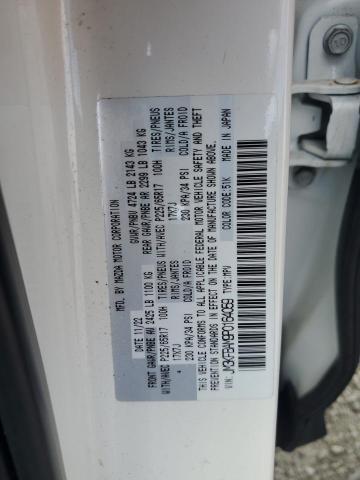 MFD BY MAZDA MOTOR CORPORATION
DATE: 11/22 GVWR/PNBV 4724 LB 2143 KG
FRONT GAWR/PNBE AV 2425 LB 1100 KG REAR GAWR/PNBE AR 2299 LB 1043 KG
WITH/AVEC P225/65R17 100H TIRES/PNEUS WITH/AVEC P225/65R17 100H TIRES/PNEUS
17X7J RIMS/JANTES 17X7J RIMS/JANTES
230 KPA/34 PSI COLD/A FROID 230 KPA/34 PSI COLD/A FROID
THIS VEHICLE CONFORMS TO ALL APPLICABLE FEDERAL MOTOR VEHICLE SAFETY AND THEFT
PREVENTION STANDARDS IN EFFECT ON THE DATE OF MANUFACTURE SHOWN ABOVE.
VIN: TYPE: MPV COLOR CODE: 51K MADE IN JAPAN